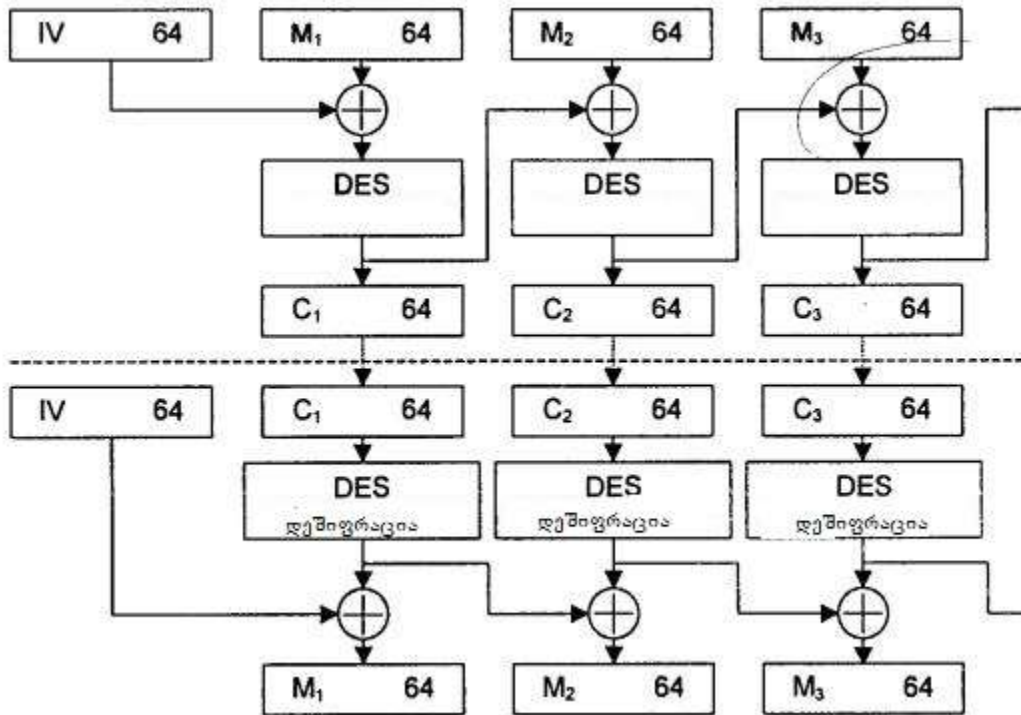 IV 64 M₁ 64 M₂ 64 M₃ 64
DES DES DES
C₁ 64 C₂ 64 C₃ 64
IV 64 C₁ 64 C₂ 64 C₃ 64
DES DES DES
დეშიფრაცია დეშიფრაცია დეშიფრაცია
M₁ 64 M₂ 64 M₃ 64